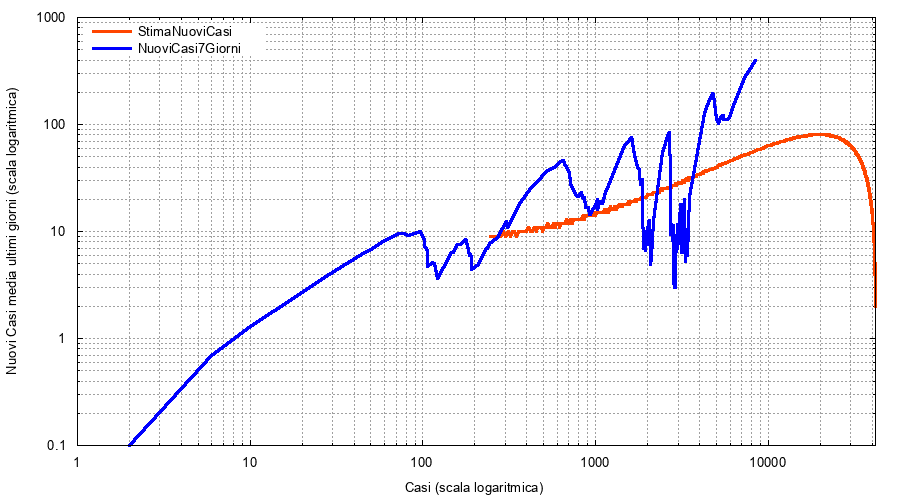 1000
StimaNuoviCasi
NuoviCasi7Giorni
100
10
1
0.1
Nuovi Casi media ultimi giorni (scala logaritmica)
1 10 100 1000 10000
Casi (scala logaritmica)